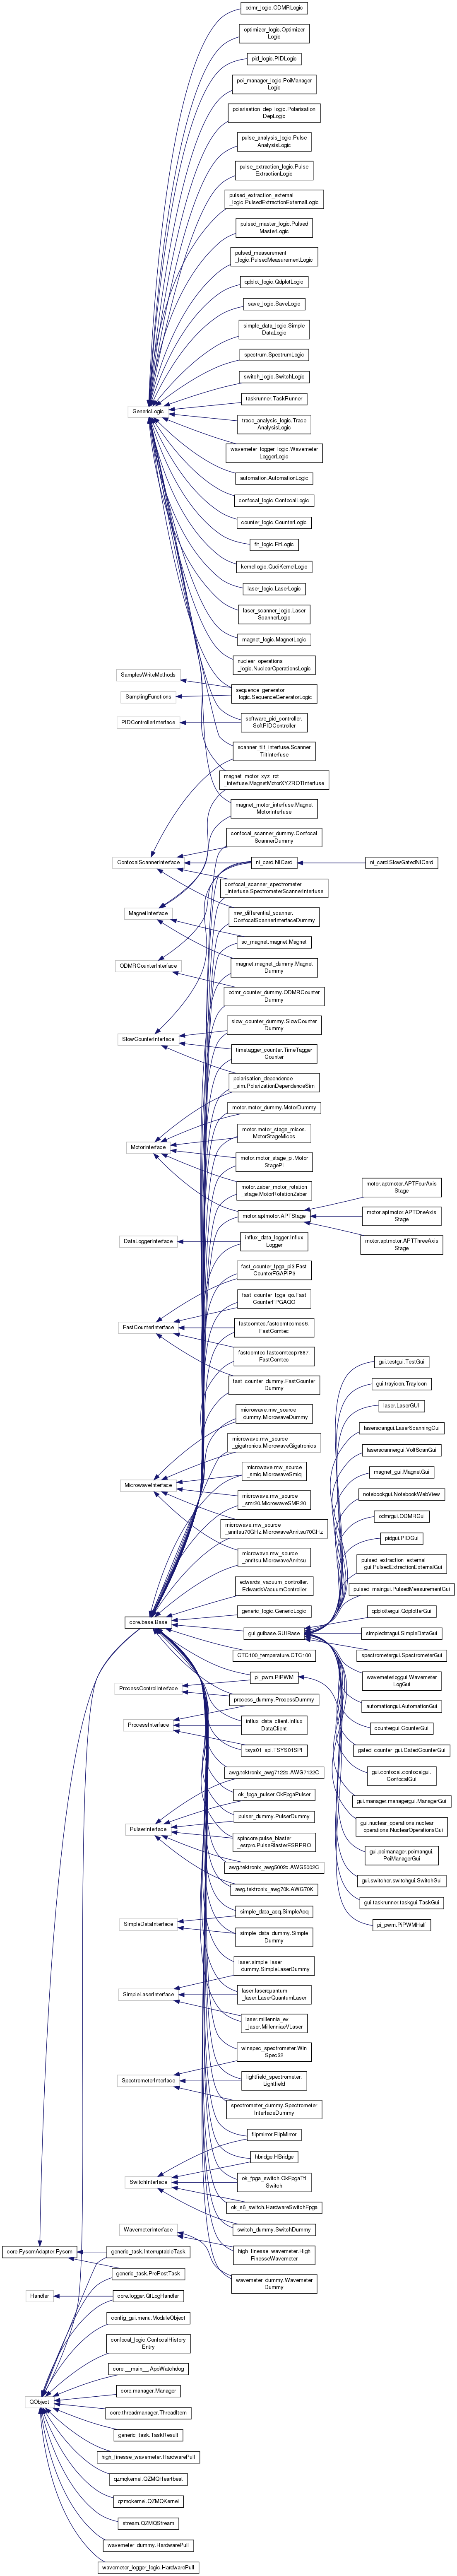 odmr_logic.ODMRLogic
optimizer_logic.Optimizer
Logic
pid_logic.PIDLogic
poi_manager_logic.PoiManager
Logic
polarisation_dep_logic.Polarisation
DepLogic
pulse_analysis_logic.Pulse
AnalysisLogic
pulse_extraction_logic.Pulse
ExtractionLogic
pulsed_extraction_external
_logic.PulsedExtractionExternalLogic
pulsed_master_logic.Pulsed
MasterLogic
pulsed_measurement
_logic.PulsedMeasurementLogic
qdplot_logic.QdplotLogic
save_logic.SaveLogic
simple_data_logic.Simple
DataLogic
spectrum.SpectrumLogic
switch_logic.SwitchLogic
taskrunner.TaskRunner
GenericLogic
trace_analysis_logic.Trace
AnalysisLogic
wavemeter_logger_logic.Wavemeter
LoggerLogic
automation.AutomationLogic
confocal_logic.ConfocalLogic
counter_logic.CounterLogic
fit_logic.FitLogic
kernellogic.QudiKernelLogic
laser_logic.LaserLogic
laser_scanner_logic.Laser
ScannerLogic
magnet_logic.MagnetLogic
nuclear_operations
_logic.NuclearOperationsLogic
SamplesWriteMethods
sequence_generator
_logic.SequenceGeneratorLogic
SamplingFunctions
PIDControllerInterface
software_pid_controller.
SoftPIDController
scanner_tilt_interfuse.Scanner
TiltInterfuse
magnet_motor_xyz_rot
_interfuse.MagnetMotorXYZROTInterfuse
magnet_motor_interfuse.Magnet
MotorInterfuse
confocal_scanner_dummy.Confocal
ScannerDummy
ConfocalScannerInterface
ni_card.NICard
ni_card.SlowGatedNICard
confocal_scanner_spectrometer
_interfuse.SpectrometerScannerInterfuse
MagnetInterface
mw_differential_scanner.
ConfocalScannerInterfaceDummy
sc_magnet.magnet.Magnet
ODMRCounterInterface
magnet.magnet_dummy.Magnet
Dummy
odmr_counter_dummy.ODMRCounter
Dummy
slow_counter_dummy.SlowCounter
Dummy
SlowCounterInterface
timetagger_counter.TimeTagger
Counter
polarisation_dependence
_sim.PolarizationDependenceSim
motor.motor_dummy.MotorDummy
motor.motor_stage_micos.
MotorStageMicos
MotorInterface
motor.motor_stage_pi.Motor
StagePI
motor.zaber_motor_rotation
_stage.MotorRotationZaber
motor.aptmotor.APTFourAxis
Stage
motor.aptmotor.APTStage
motor.aptmotor.APTOneAxis
Stage
motor.aptmotor.APTThreeAxis
Stage
DataLoggerInterface
influx_data_logger.Influx
Logger
fast_counter_fpga_pi3.Fast
CounterFGAPiP3
fast_counter_fpga_qo.Fast
CounterFPGAQO
FastCounterInterface
fastcomtec.fastcomtecmcs6.
FastComtec
fastcomtec.fastcomtecp7887.
FastComtec
fast_counter_dummy.FastCounter
Dummy
microwave.mw_source
_dummy.MicrowaveDummy
microwave.mw_source
_gigatronics.MicrowaveGigatronics
microwave.mw_source
_smiq.MicrowaveSmiq
MicrowaveInterface
microwave.mw_source
_smr20.MicrowaveSMR20
microwave.mw_source
_anritsu70GHz.MicrowaveAnritsu70GHz
microwave.mw_source
_anritsu.MicrowaveAnritsu
edwards_vacuum_controller.
EdwardsVacuumController
generic_logic.GenericLogic
core.base.Base
gui.guibase.GUIBase
CTC100_temperature.CTC100
pi_pwm.PiPWM
ProcessControlInterface
process_dummy.ProcessDummy
ProcessInterface
influx_data_client.Influx
DataClient
tsys01_spi.TSYS01SPI
gui.testgui.TestGui
gui.trayicon.TrayIcon
laser.LaserGUI
laserscangui.LaserScanningGui
laserscannergui.VoltScanGui
magnet_gui.MagnetGui
notebookgui.NotebookWebView
odmrgui.ODMRGui
pidgui.PIDGui
pulsed_extraction_external
_gui.PulsedExtractionExternalGui
pulsed_maingui.PulsedMeasurementGui
qdplottergui.QdplotterGui
simpledatagui.SimpleDataGui
spectrometergui.SpectrometerGui
wavemeterloggui.Wavemeter
LogGui
automationgui.AutomationGui
countergui.CounterGui
gated_counter_gui.GatedCounterGui
gui.confocal.confocalgui.
ConfocalGui
gui.manager.managergui.ManagerGui
gui.nuclear_operations.nuclear
_operations.NuclearOperationsGui
gui.poimanager.poimangui.
PoiManagerGui
gui.switcher.switchgui.SwitchGui
gui.taskrunner.taskgui.TaskGui
pi_pwm.PiPWMHalf
awg.tektronix_awg7122c.AWG7122C
ok_fpga_pulser.OkFpgaPulser
pulser_dummy.PulserDummy
PulserInterface
spincore.pulse_blaster
_esrpro.PulseBlasterESRPRO
awg.tektronix_awg5002c.AWG5002C
awg.tektronix_awg70k.AWG70K
simple_data_acq.SimpleAcq
SimpleDataInterface
simple_data_dummy.Simple
Dummy
laser.simple_laser
_dummy.SimpleLaserDummy
SimpleLaserInterface
laser.laserquantum
_laser.LaserQuantumLaser
laser.millennia_ev
_laser.MillenniaeVLaser
winspec_spectrometer.Win
Spec32
SpectrometerInterface
lightfield_spectrometer.
Lightfield
spectrometer_dummy.Spectrometer
InterfaceDummy
flipmirror.FlipMirror
hbridge.HBridge
SwitchInterface
ok_fpga_switch.OkFpgaTtl
Switch
ok_s6_switch.HardwareSwitchFpga
WavemeterInterface
switch_dummy.SwitchDummy
high_finesse_wavemeter.High
FinesseWavemeter
wavemeter_dummy.Wavemeter
Dummy
core.FysomAdapter.Fysom
generic_task.InterruptableTask
generic_task.PrePostTask
Handler
core.logger.QtLogHandler
config_gui.menu.ModuleObject
confocal_logic.ConfocalHistory
Entry
core.__main__.AppWatchdog
core.manager.Manager
QObject
core.threadmanager.ThreadItem
generic_task.TaskResult
high_finesse_wavemeter.HardwarePull
qzmqkernel.QZMQHeartbeat
qzmqkernel.QZMQKernel
stream.QZMQStream
wavemeter_dummy.HardwarePull
wavemeter_logger_logic.HardwarePull